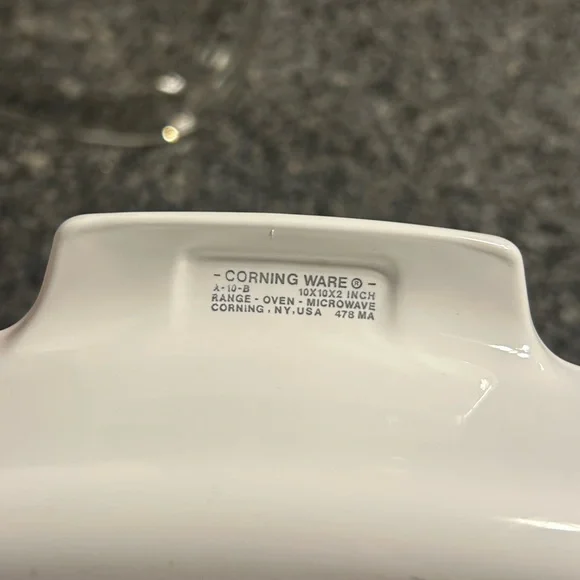 - CORNING WARE ® -
A-10-B 10X10X2 INCH
RANGE - OVEN - MICROWAVE
CORNING , NY, USA 478 MA